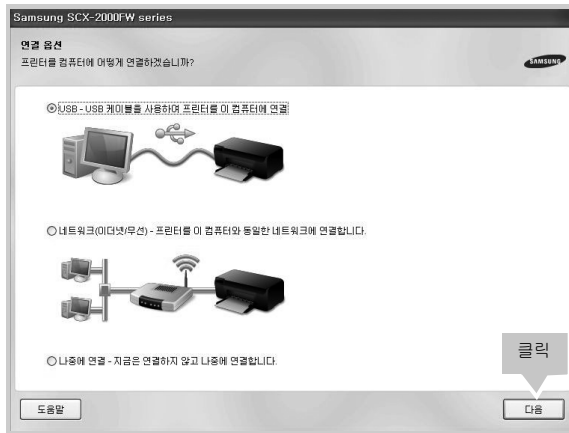 Samsung SCX-2000FW series
연결 옵션
프린터를 컴퓨터에 어떻게 연결하겠습니까?
SAMSUNG
USB - USB 케이블을 사용하여 프린터를 이 컴퓨터에 연결
네트워크(이더넷/무선) - 프린터를 이 컴퓨터와 동일한 네트워크에 연결합니다.
나중에 연결 - 지금은 연결하지 않고 나중에 연결합니다.
클릭
도움말
다음